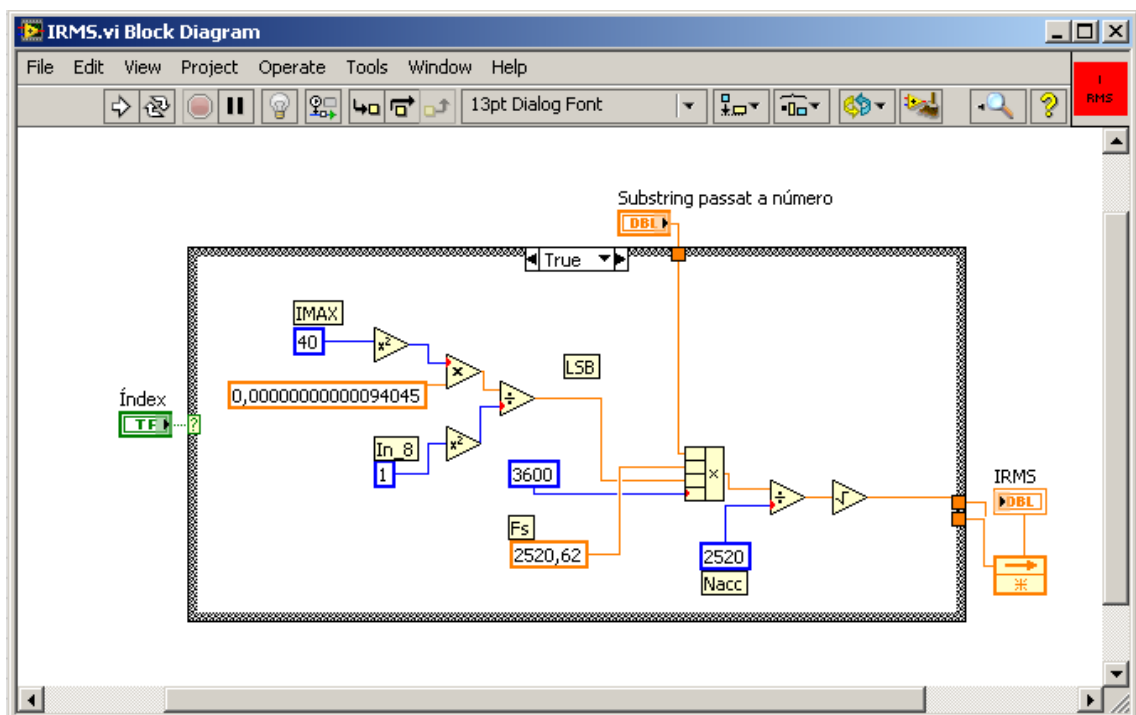 IRMS.vi Block Diagram
File Edit View Project Operate Tools Window Help
I
RMS
13pt Dialog Font
Substring passat a número
DBL
True
IMAX
40
x²
×
LSB
0,00000000000094045
÷
Índex
TF
?
In_8
1
x²
3600
×
÷
√
IRMS
DBL
Fs
2520,62
2520
Nacc